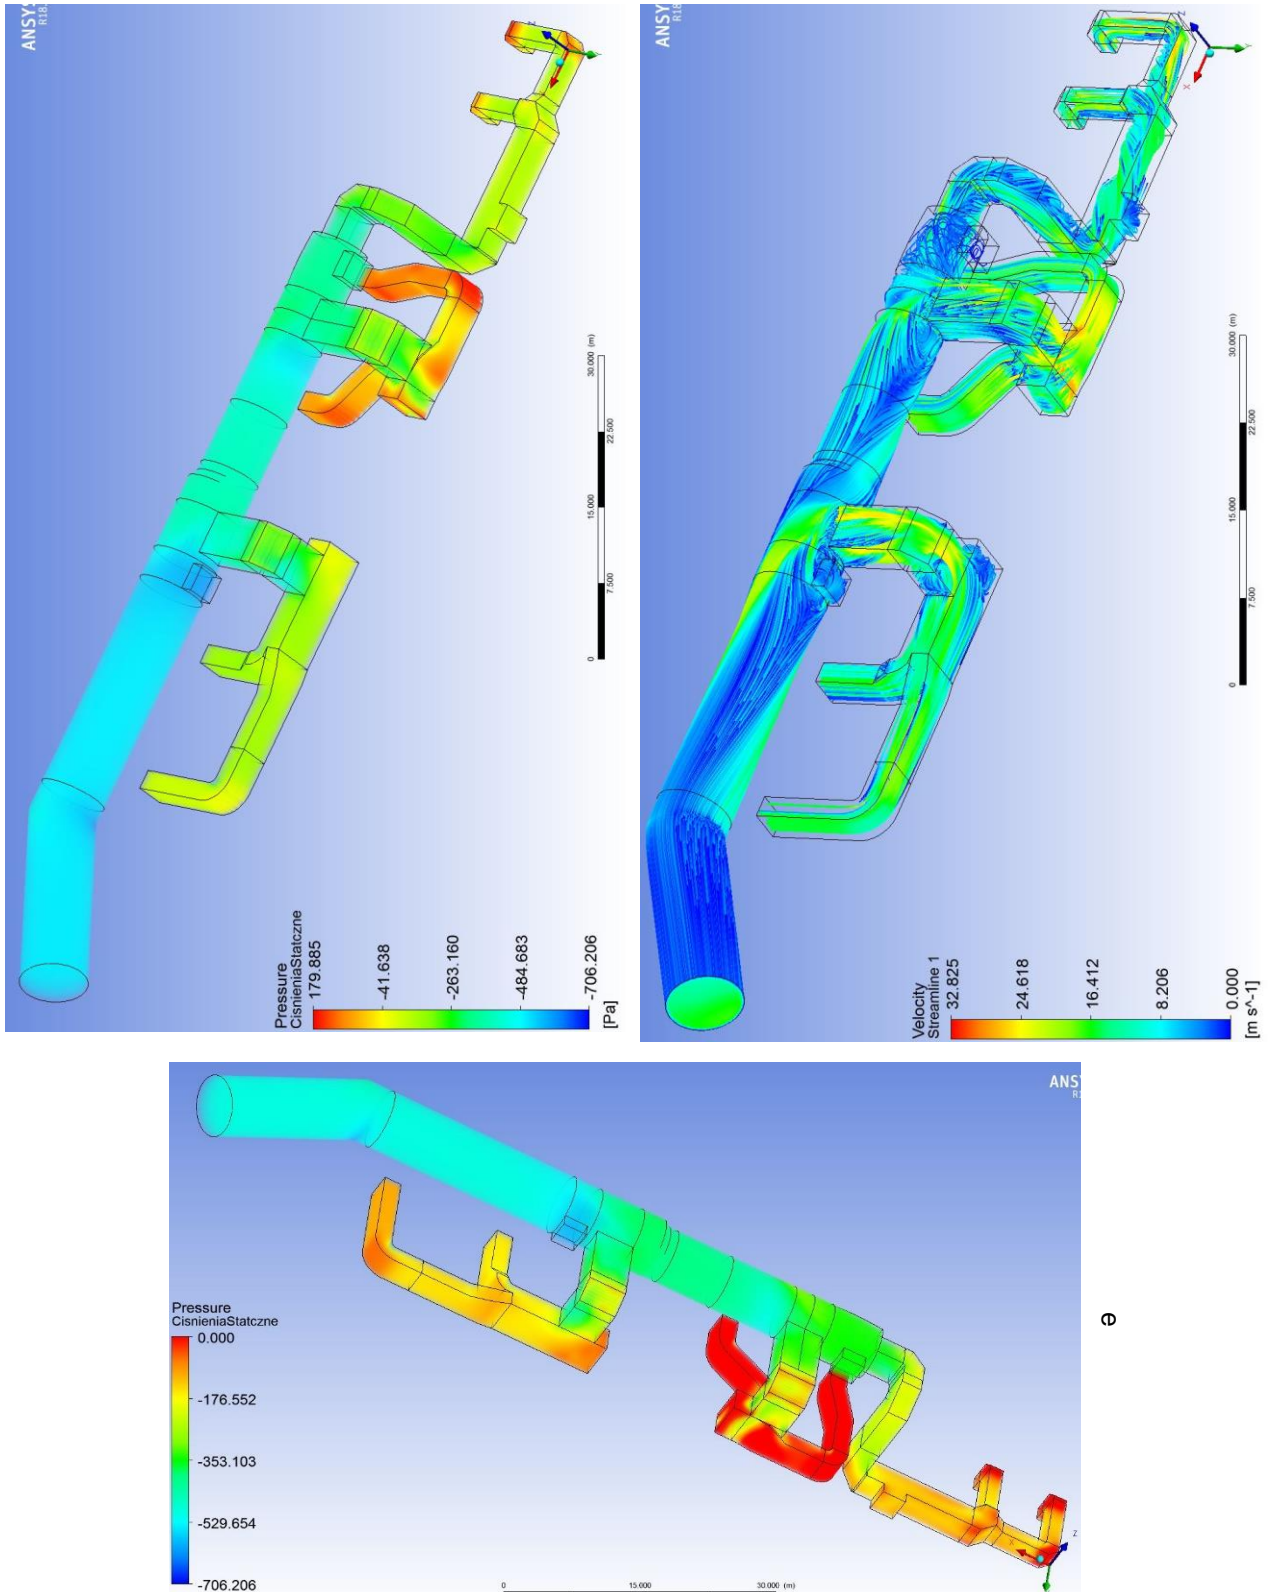 ANSYS
R18.
z
30.000 (m)
22.500
15.000
7.500
0
Pressure
CisnieniaStatczne
179.885
-41.638
-263.160
-484.683
-706.206
[Pa]
ANSYS
R18.
Z
X
30.000 (m)
22.500
15.000
7.500
0
Velocity
Streamline 1
32.825
24.618
16.412
8.206
0.000
[m s^-1]
ANSY
Pressure
CisnieniaStatczne
0.000
-176.552
-353.103
-529.654
-706.206
X
Z
0
15.000
30.000 (m)
e